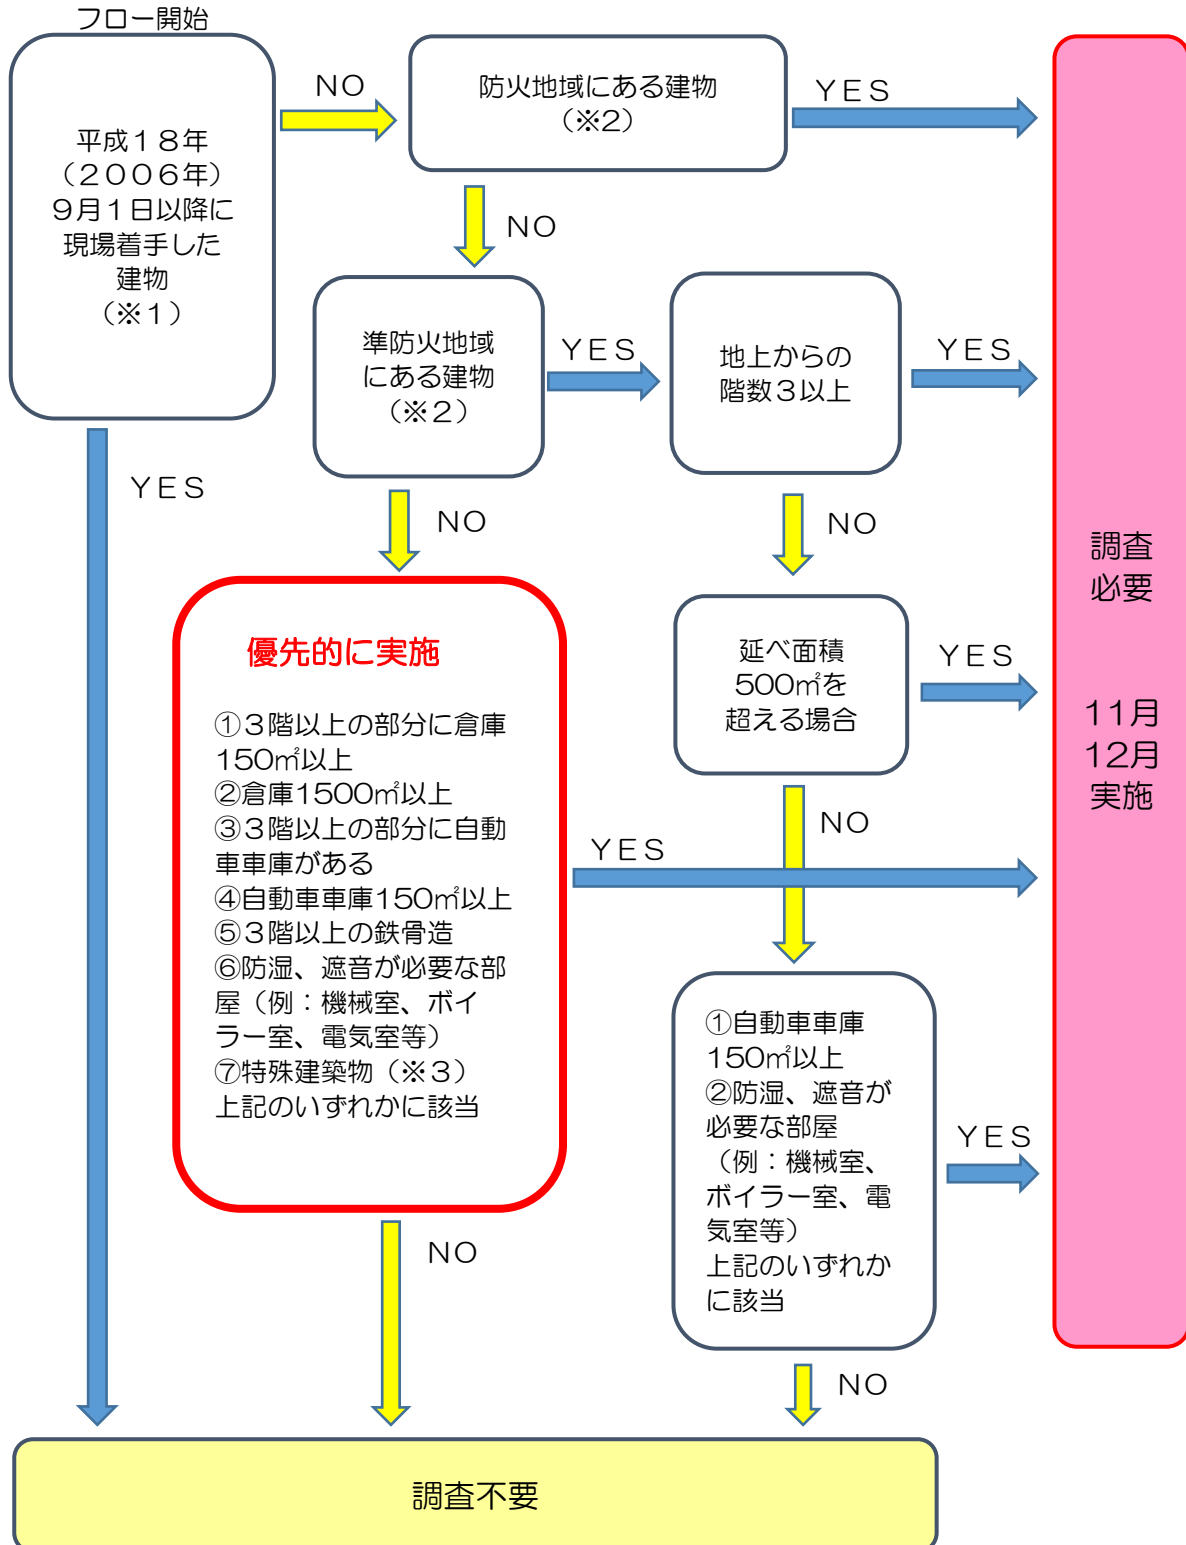 フロー開始
平成１８年
（２００６年）
９月１日以降に
現場着手した
建物
（※１）
NO
防火地域にある建物
（※２）
YES
NO
準防火地域
にある建物
（※２）
YES
地上からの
階数３以上
YES
YES
NO
NO
優先的に実施
①３階以上の部分に倉庫
150㎡以上
②倉庫1500㎡以上
③３階以上の部分に自動
車車庫がある
④自動車車庫150㎡以上
⑤３階以上の鉄骨造
⑥防湿、遮音が必要な部
屋（例：機械室、ボイ
ラー室、電気室等）
⑦特殊建築物（※３）
上記のいずれかに該当
YES
延べ面積
500㎡を
超える場合
YES
NO
①自動車車庫
150㎡以上
②防湿、遮音が
必要な部屋
（例：機械室、
ボイラー室、電
気室等）
上記のいずれか
に該当
YES
NO
NO
調査
必要
11月
12月
実施
調査不要